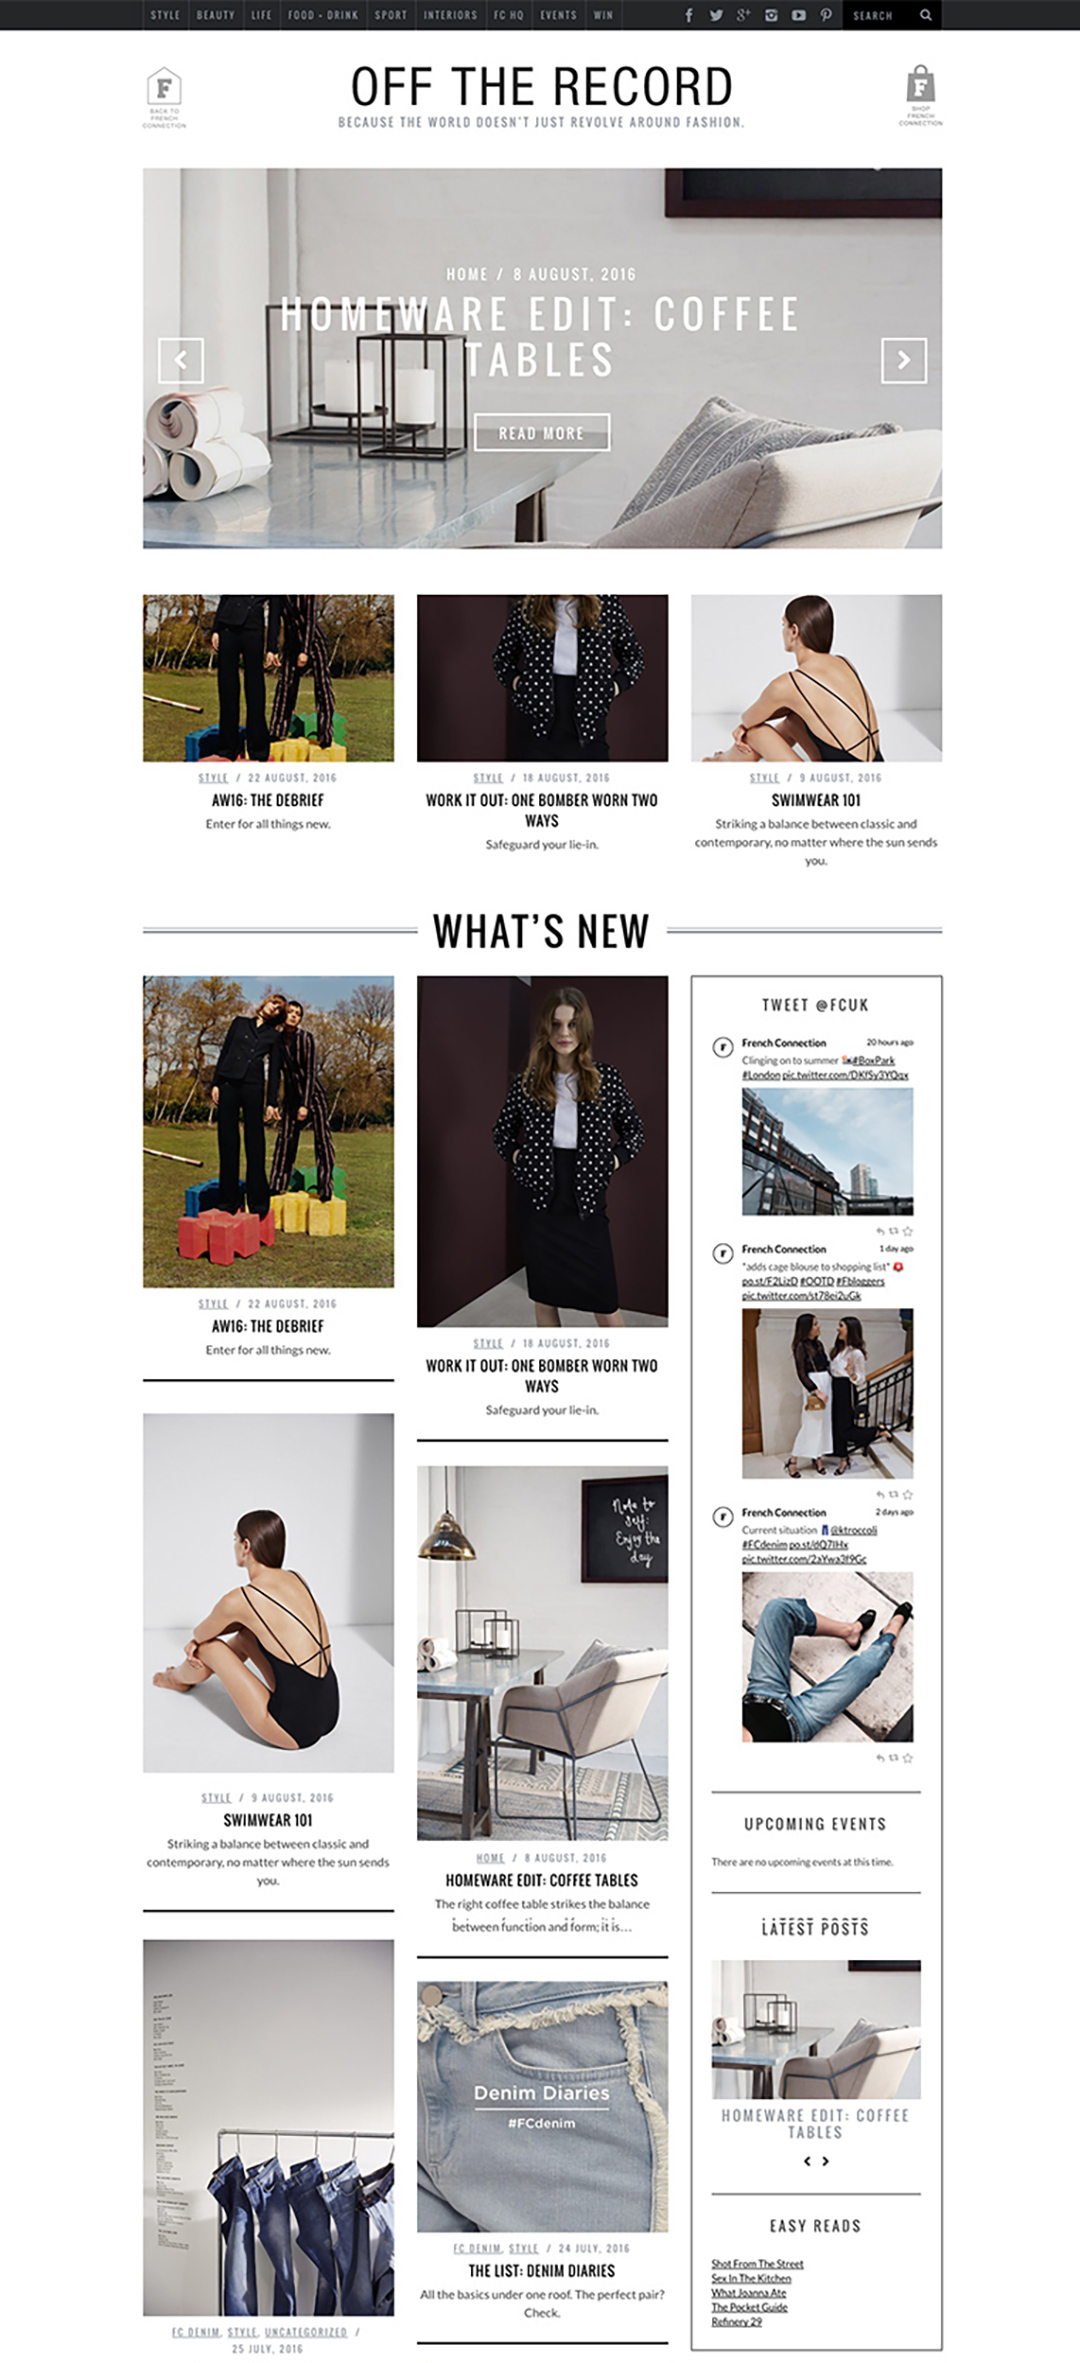 STYLE
BEAUTY
LIFE
FOOD + DRINK
SPORT
INTERIORS
FC HQ
EVENTS
WIN
SEARCH
F
BACK TO
FRENCH
CONNECTION
OFF THE RECORD
BECAUSE THE WORLD DOESN'T JUST REVOLVE AROUND FASHION.
F
SHOP
FRENCH
CONNECTION
HOME / 8 AUGUST, 2016
HOMEWARE EDIT: COFFEE
TABLES
READ MORE
STYLE / 22 AUGUST, 2016
AW16: THE DEBRIEF
Enter for all things new.
STYLE / 18 AUGUST, 2016
WORK IT OUT: ONE BOMBER WORN TWO
WAYS
Safeguard your lie-in.
STYLE / 9 AUGUST, 2016
SWIMWEAR 101
Striking a balance between classic and
contemporary, no matter where the sun sends
you.
WHAT'S NEW
STYLE / 22 AUGUST, 2016
AW16: THE DEBRIEF
Enter for all things new.
STYLE / 9 AUGUST, 2016
SWIMWEAR 101
Striking a balance between classic and
contemporary, no matter where the sun sends
you.
FC DENIM, STYLE, UNCATEGORIZED /
25 JULY, 2016
STYLE / 18 AUGUST, 2016
WORK IT OUT: ONE BOMBER WORN TWO
WAYS
Safeguard your lie-in.
Note to
self:
Enjoy the
day
HOME / 8 AUGUST, 2016
HOMEWARE EDIT: COFFEE TABLES
The right coffee table strikes the balance
between function and form; it is...
Denim Diaries
#FCdenim
FC DENIM, STYLE / 24 JULY, 2016
THE LIST: DENIM DIARIES
All the basics under one roof. The perfect pair?
Check.
TWEET @FCUK
French Connection 20 hours ago
Clinging on to summer #BoxPark
#London pic.twitter.com/DKfSy3YQqx
French Connection 1 day ago
*adds cage blouse to shopping list*
po.st/F2LizD #OOTD #Fbloggers
pic.twitter.com/st78ei2uGk
French Connection 2 days ago
Current situation @ktroccoli
#FCdenim po.st/dQ7IHx
pic.twitter.com/2aYwa3f9Gc
UPCOMING EVENTS
There are no upcoming events at this time.
LATEST POSTS
HOMEWARE EDIT: COFFEE
TABLES
EASY READS
Shot From The Street
Sex In The Kitchen
What Joanna Ate
The Pocket Guide
Refinery 29